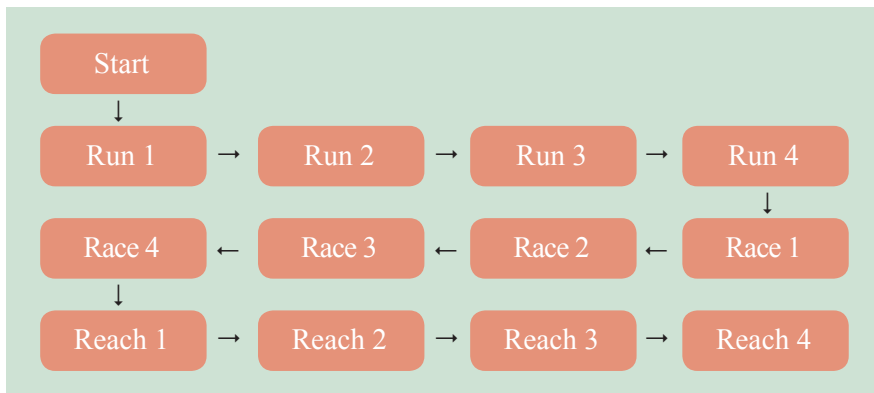 Start
Run 1 → Run 2 → Run 3 → Run 4
Race 4 ← Race 3 ← Race 2 ← Race 1
Reach 1 → Reach 2 → Reach 3 → Reach 4